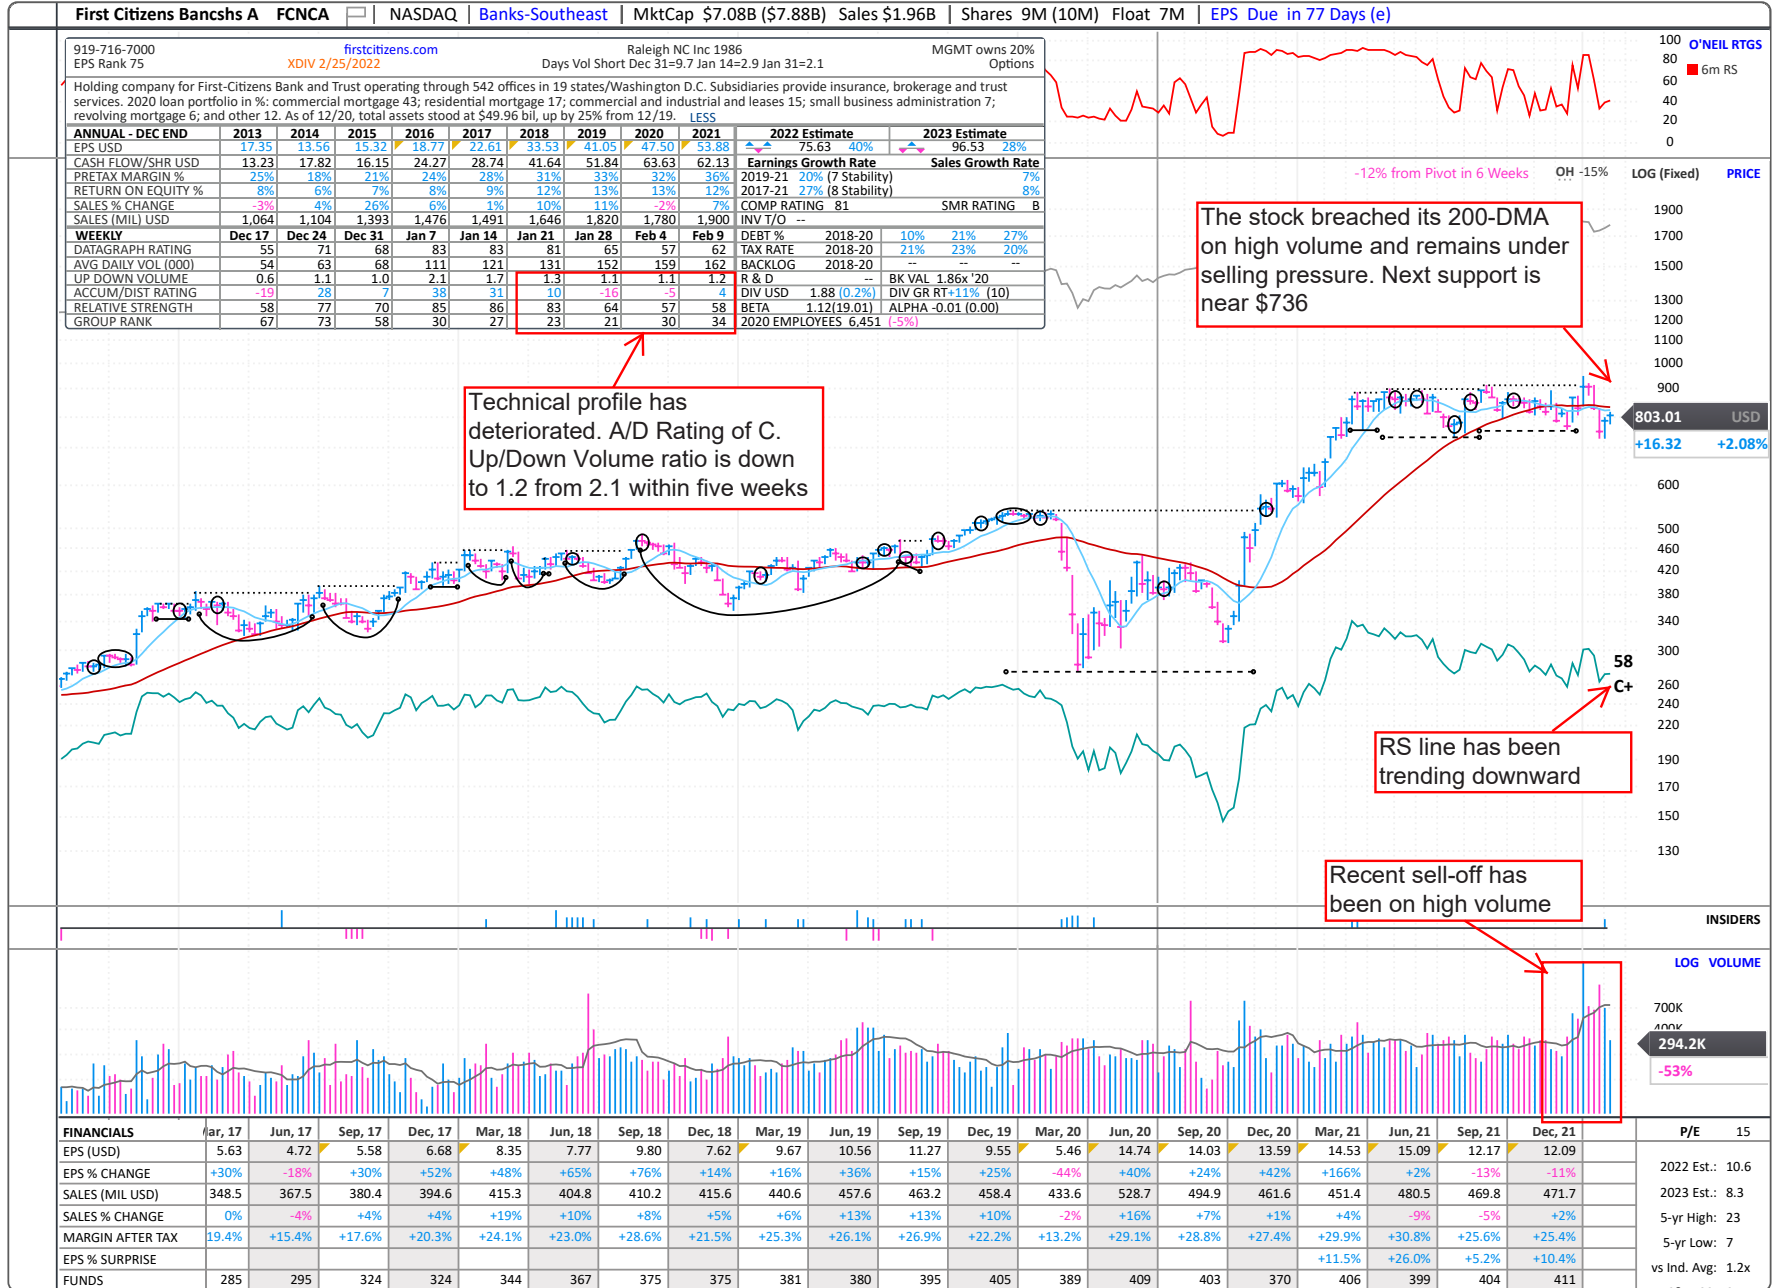 First Citizens Bancshs A FCNCA NASDAQ Banks-Southeast MktCap $7.08B ($7.88B) Sales $1.96B Shares 9M (10M) Float 7M EPS Due in 77 Days (e)
919-716-7000 firstcitizens.com Raleigh NC Inc 1986 MGMT owns 20%
EPS Rank 75 XDIV 2/25/2022 Days Vol Short Dec 31=9.7 Jan 14=2.9 Jan 31=2.1 Options
Holding company for First-Citizens Bank and Trust operating through 542 offices in 19 states/Washington D.C. Subsidiaries provide insurance, brokerage and trust
services. 2020 loan portfolio in %: commercial mortgage 43; residential mortgage 17; commercial and industrial and leases 15; small business administration 7;
revolving mortgage 6; and other 12. As of 12/20, total assets stood at $49.96 bil, up by 25% from 12/19. LESS
ANNUAL - DEC END 2013 2014 2015 2016 2017 2018 2019 2020 2021 2022 Estimate 2023 Estimate
EPS USD 17.35 13.56 15.32 18.77 22.61 33.53 41.05 47.50 53.88 75.63 40% 96.53 28%
CASH FLOW/SHR USD 13.23 17.82 16.15 24.27 28.74 41.64 51.84 63.63 62.13 Earnings Growth Rate Sales Growth Rate
PRETAX MARGIN % 25% 18% 21% 24% 28% 31% 33% 32% 36% 2019-21 20% (7 Stability) 7%
RETURN ON EQUITY % 8% 6% 7% 8% 9% 12% 13% 13% 12% 2017-21 27% (8 Stability) 8%
SALES % CHANGE -3% 4% 26% 6% 1% 10% 11% -2% 7% COMP RATING 81 SMR RATING B
SALES (MIL) USD 1,064 1,104 1,393 1,476 1,491 1,646 1,820 1,780 1,900 INV T/O --
WEEKLY Dec 17 Dec 24 Dec 31 Jan 7 Jan 14 Jan 21 Jan 28 Feb 4 Feb 9 DEBT % 2018-20 10% 21% 27%
DATAGRAPH RATING 55 71 68 83 83 81 65 57 62 TAX RATE 2018-20 21% 23% 20%
AVG DAILY VOL (000) 54 63 68 111 121 131 152 159 162 BACKLOG 2018-20 -- -- --
UP DOWN VOLUME 0.6 1.1 1.0 2.1 1.7 1.3 1.1 1.1 1.2 R & D -- BK VAL 1.86x '20
ACCUM/DIST RATING -19 28 7 38 31 10 -16 -5 4 DIV USD 1.88 (0.2%) DIV GR RT+11% (10)
RELATIVE STRENGTH 58 77 70 85 86 83 64 57 58 BETA 1.12(19.01) ALPHA -0.01 (0.00)
GROUP RANK 67 73 58 30 27 23 21 30 34 2020 EMPLOYEES 6,451 (-5%)
100 O'NEIL RTGS
80
6m RS
60
40
20
0
-12% from Pivot in 6 Weeks OH -15% LOG (Fixed) PRICE
The stock breached its 200-DMA
on high volume and remains under
selling pressure. Next support is
near $736
1900
1700
1500
1300
1200
1100
1000
900
803.01 USD
+16.32 +2.08%
600
500
460
420
380
340
300
260
240
220
190
170
150
130
Technical profile has
deteriorated. A/D Rating of C.
Up/Down Volume ratio is down
to 1.2 from 2.1 within five weeks
58
C+
RS line has been
trending downward
Recent sell-off has
been on high volume
INSIDERS
LOG VOLUME
700K
400K
294.2K
-53%
FINANCIALS Mar, 17 Jun, 17 Sep, 17 Dec, 17 Mar, 18 Jun, 18 Sep, 18 Dec, 18 Mar, 19 Jun, 19 Sep, 19 Dec, 19 Mar, 20 Jun, 20 Sep, 20 Dec, 20 Mar, 21 Jun, 21 Sep, 21 Dec, 21
EPS (USD) 5.63 4.72 5.58 6.68 8.35 7.77 9.80 7.62 9.67 10.56 11.27 9.55 5.46 14.74 14.03 13.59 14.53 15.09 12.17 12.09
EPS % CHANGE +30% -18% +30% +52% +48% +65% +76% +14% +16% +36% +15% +25% -44% +40% +24% +42% +166% +2% -13% -11%
SALES (MIL USD) 348.5 367.5 380.4 394.6 415.3 404.8 410.2 415.6 440.6 457.6 463.2 458.4 433.6 528.7 494.9 461.6 451.4 480.5 469.8 471.7
SALES % CHANGE 0% -4% +4% +4% +19% +10% +8% +5% +6% +13% +13% +10% -2% +16% +7% +1% +4% -9% -5% +2%
MARGIN AFTER TAX 19.4% +15.4% +17.6% +20.3% +24.1% +23.0% +28.6% +21.5% +25.3% +26.1% +26.9% +22.2% +13.2% +29.1% +28.8% +27.4% +29.9% +30.8% +25.6% +25.4%
EPS % SURPRISE +11.5% +26.0% +5.2% +10.4%
FUNDS 285 295 324 324 344 367 375 375 381 380 395 405 389 409 403 370 406 399 404 411
P/E 15
2022 Est.: 10.6
2023 Est.: 8.3
5-yr High: 23
5-yr Low: 7
vs Ind. Avg: 1.2x